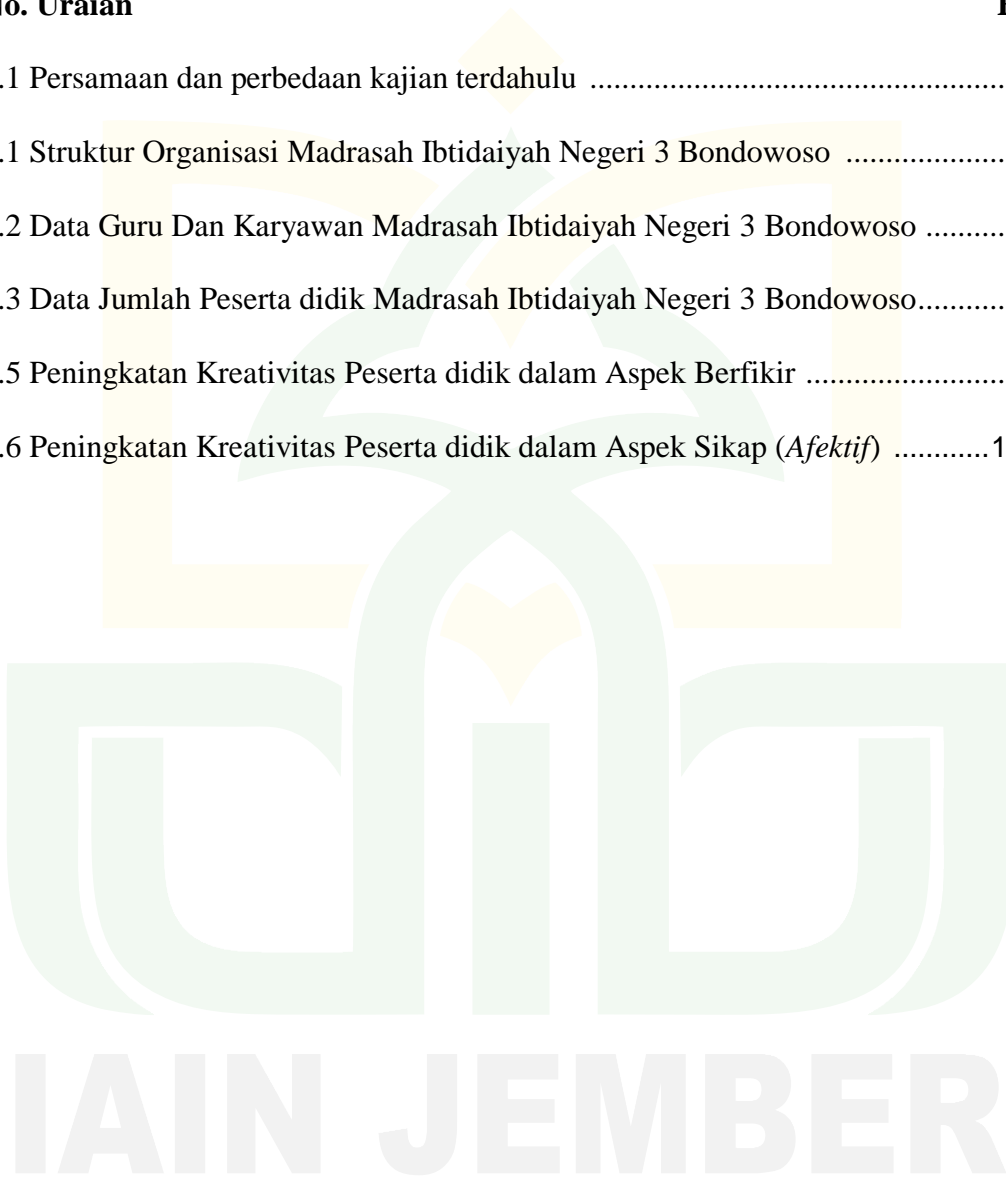 No. Uraian
.1 Persamaan dan perbedaan kajian terdahulu ................................................
.1 Struktur Organisasi Madrasah Ibtidaiyah Negeri 3 Bondowoso ...................
.2 Data Guru Dan Karyawan Madrasah Ibtidaiyah Negeri 3 Bondowoso ..........
.3 Data Jumlah Peserta didik Madrasah Ibtidaiyah Negeri 3 Bondowoso...........
.5 Peningkatan Kreativitas Peserta didik dalam Aspek Berfikir .......................
.6 Peningkatan Kreativitas Peserta didik dalam Aspek Sikap (Afektif) ............1
IAIN JEMBER